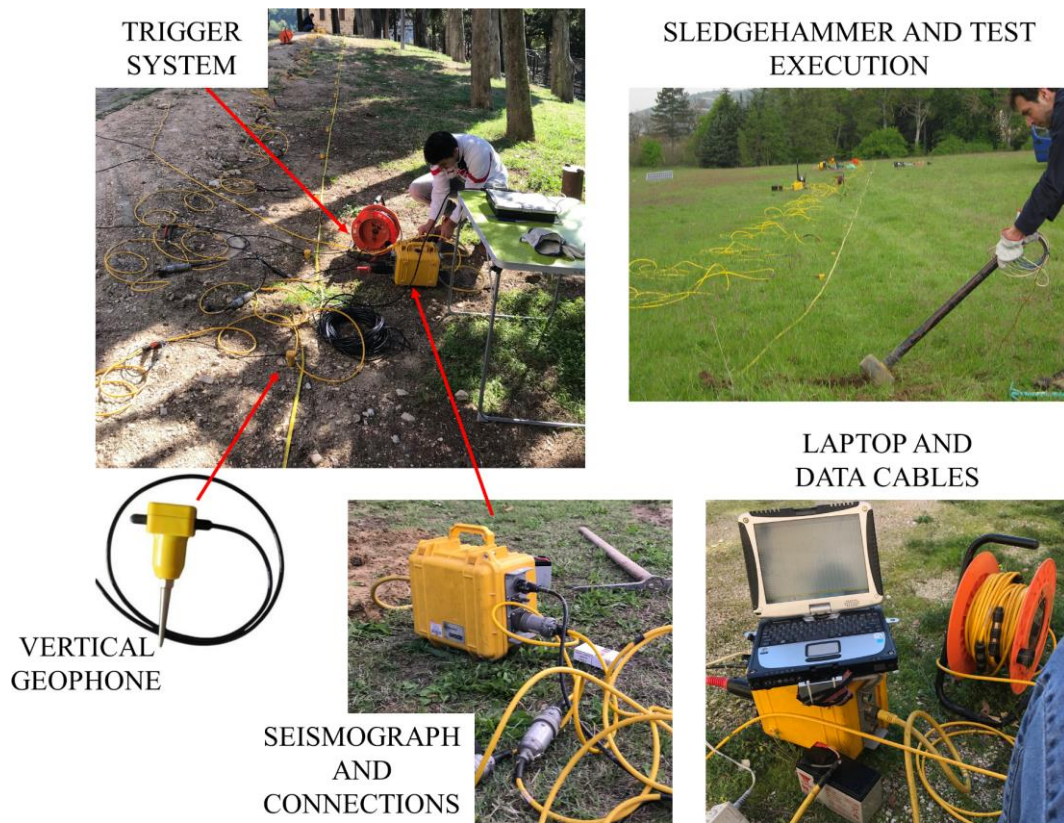 TRIGGER
SYSTEM
SLEDGEHAMMER AND TEST
EXECUTION
LAPTOP AND
DATA CABLES
VERTICAL
GEOPHONE
SEISMOGRAPH
AND
CONNECTIONS